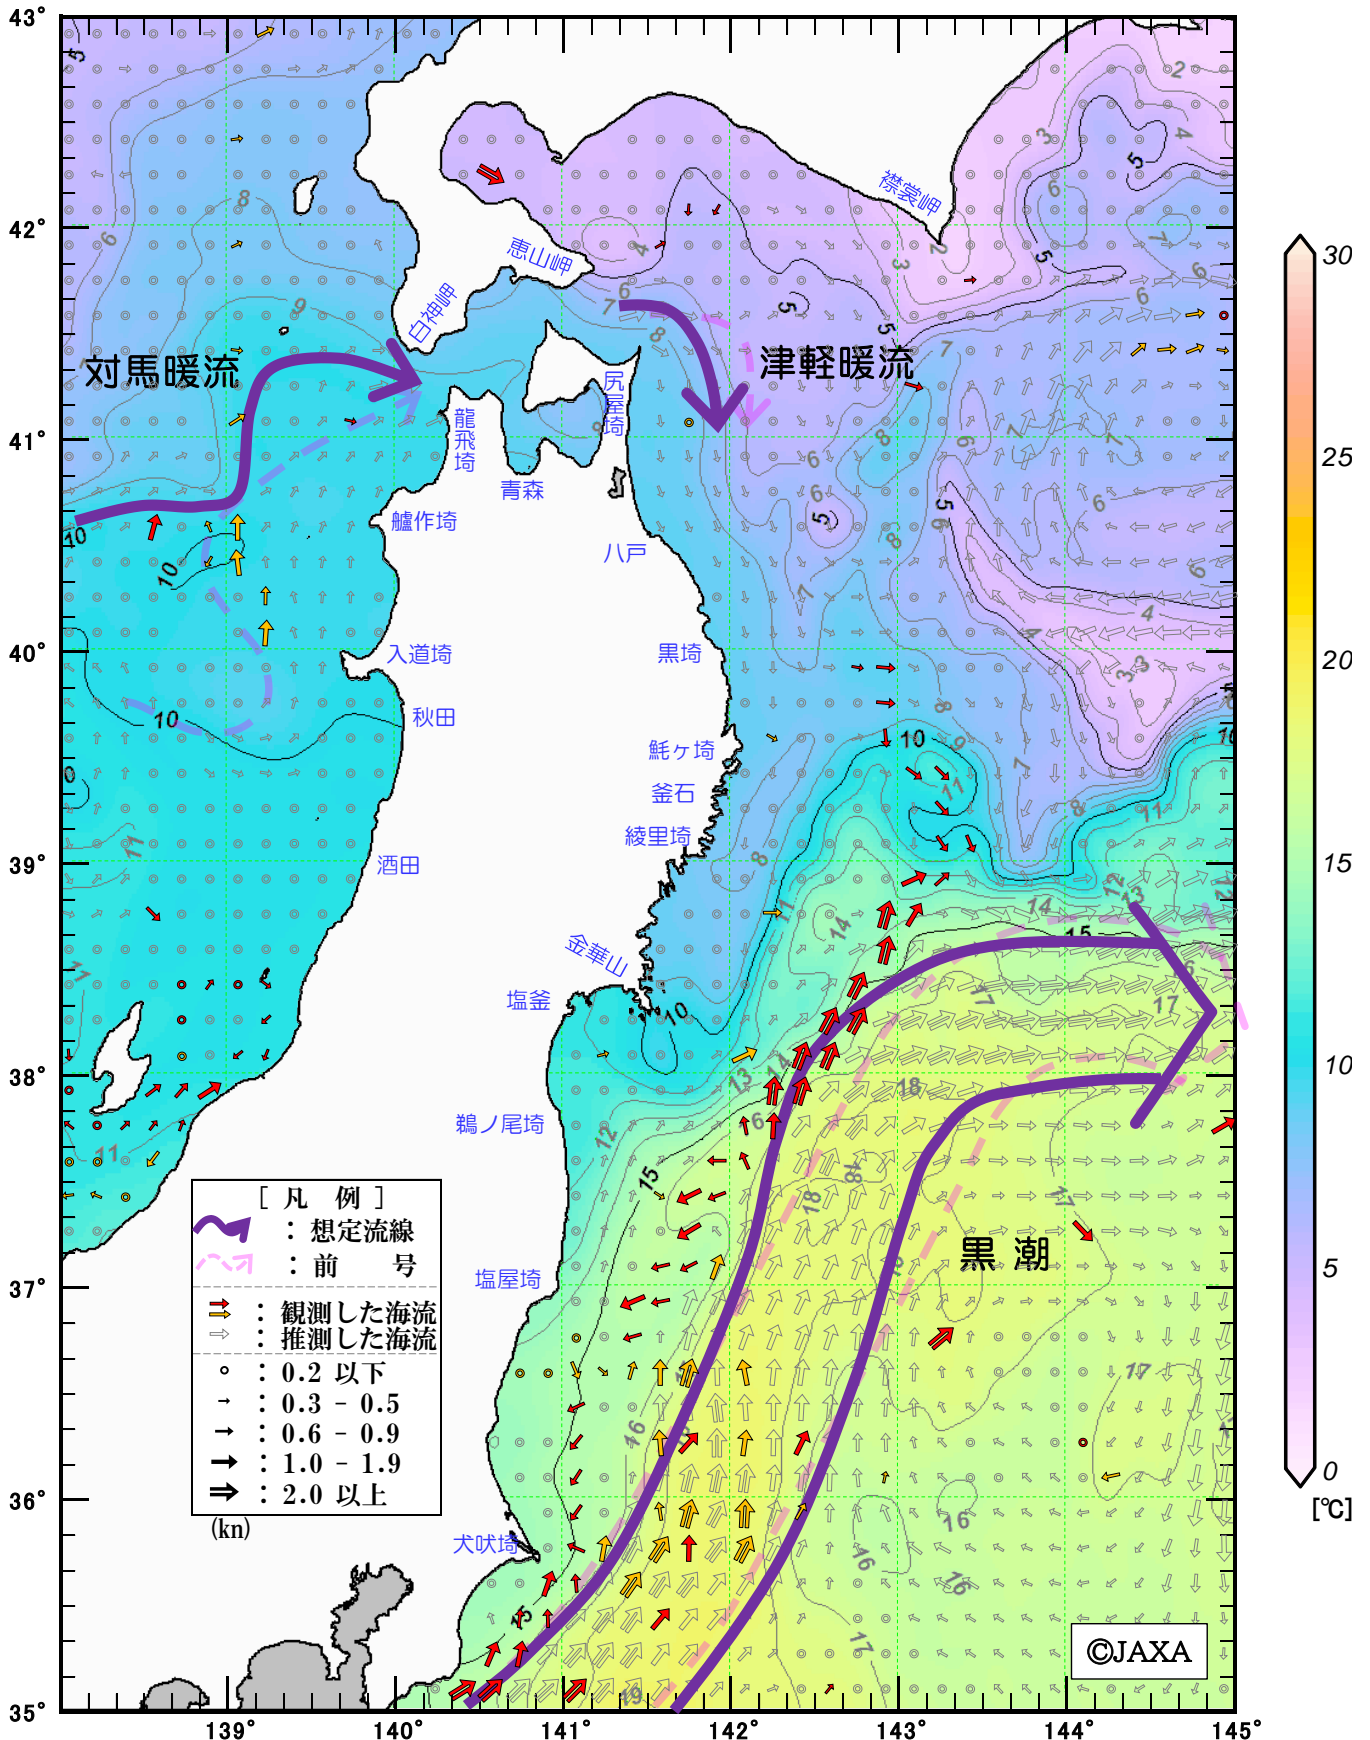 43°
42°
41°
40°
39°
38°
37°
36°
35°
139°
140°
141°
142°
143°
144°
145°
対馬暖流
津軽暖流
黒潮
襟裳岬
恵山岬
白神岬
龍飛埼
尻屋埼
青森
艫作埼
八戸
入道埼
黒埼
秋田
魹ヶ埼
釜石
綾里埼
酒田
金華山
塩釜
鵜ノ尾埼
塩屋埼
犬吠埼
[ 凡 例 ]
: 想定流線
: 前 号
: 観測した海流
: 推測した海流
: 0.2 以下
: 0.3 - 0.5
: 0.6 - 0.9
: 1.0 - 1.9
: 2.0 以上
(kn)
©JAXA
30
25
20
15
10
5
0
[℃]